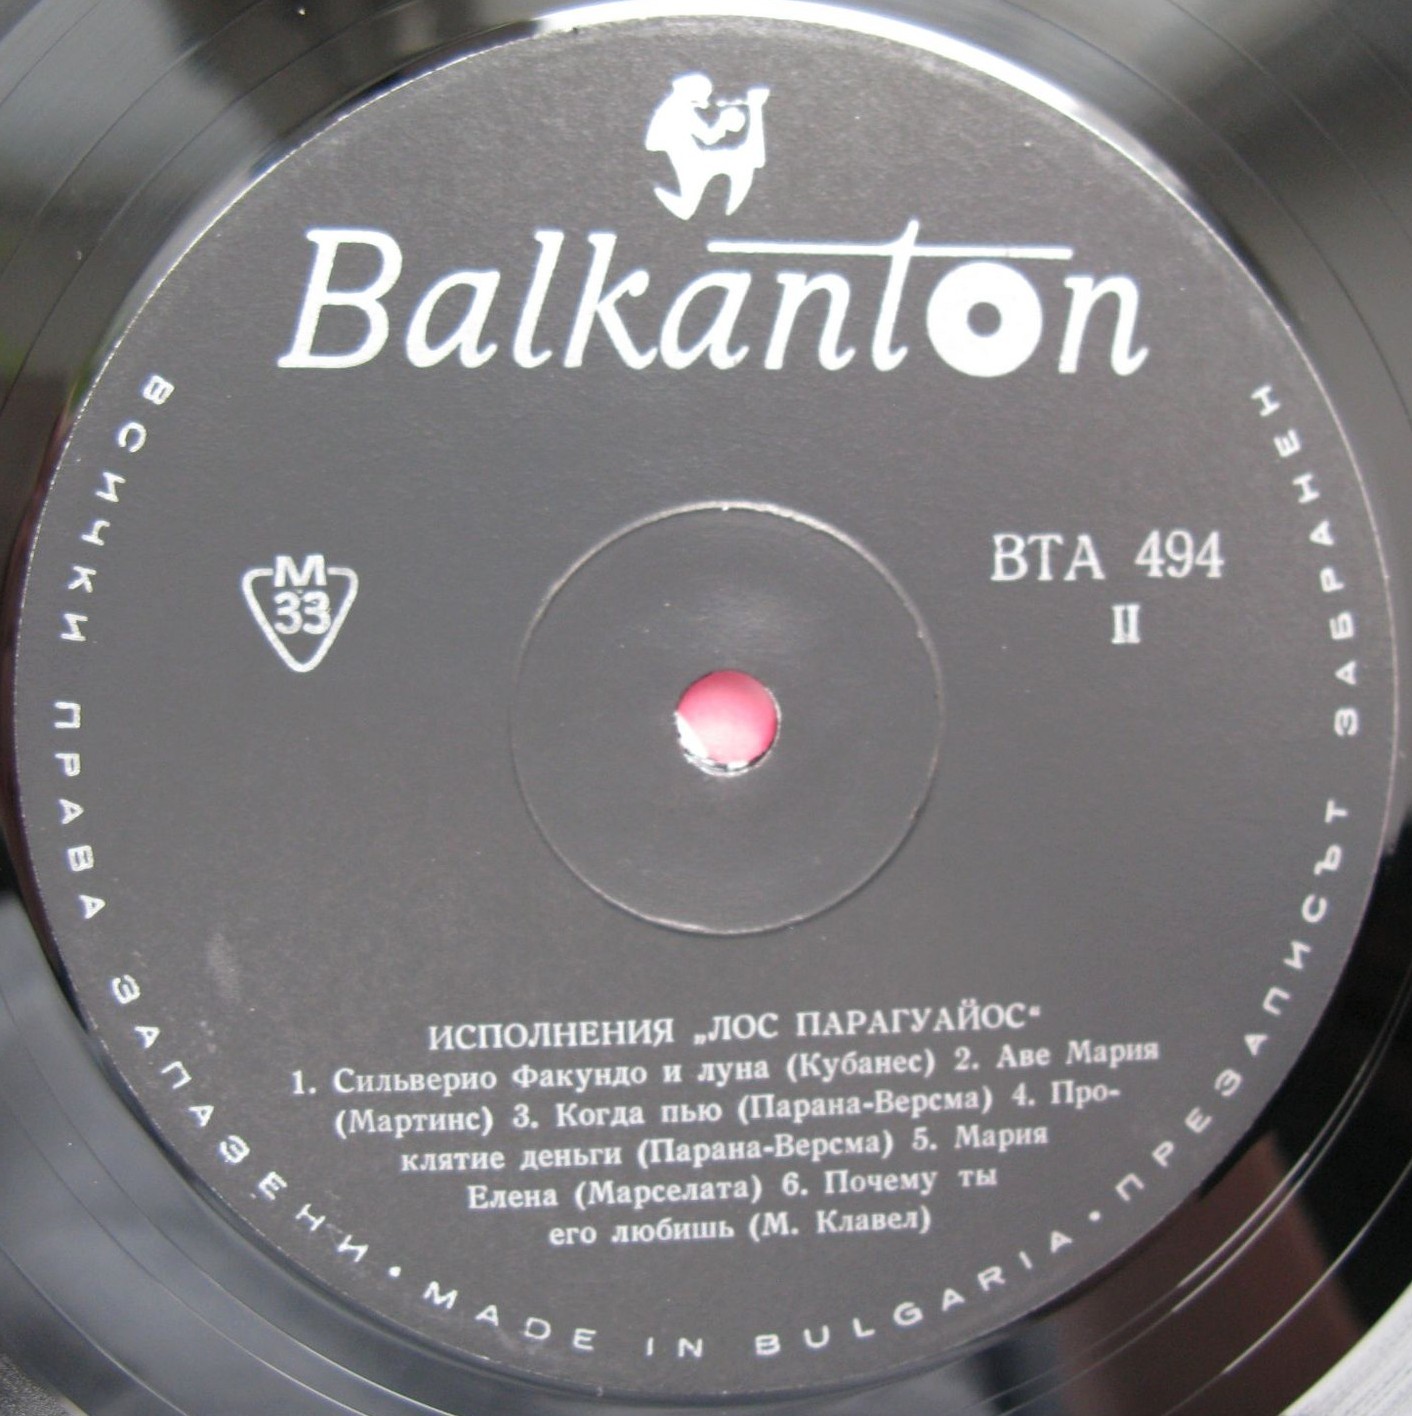 Balkanton
М
33
ВТА 494
II
ИСПОЛНЕНИЯ „ЛОС ПАРАГУАЙОС“
1. Сильверио Факундо и луна (Кубанес) 2. Аве Мария
(Мартинс) 3. Когда пью (Парана-Версма) 4. Про-
клятие деньги (Парана-Версма) 5. Мария
Елена (Марселата) 6. Почему ты
его любишь (М. Клавел)
ВСИЧКИ ПРАВА ЗАПАЗЕНИ • MADE IN BULGARIA • ПРЕЗАПИСЪТ ЗАБРАНЕН